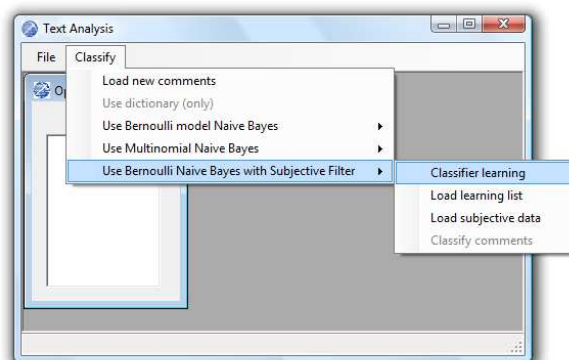 Text Analysis
File Classify
Op
Load new comments
Use dictionary (only)
Use Bernoulli model Naive Bayes
Use Multinomial Naive Bayes
Use Bernoulli Naive Bayes with Subjective Filter
Classifier learning
Load learning list
Load subjective data
Classify comments